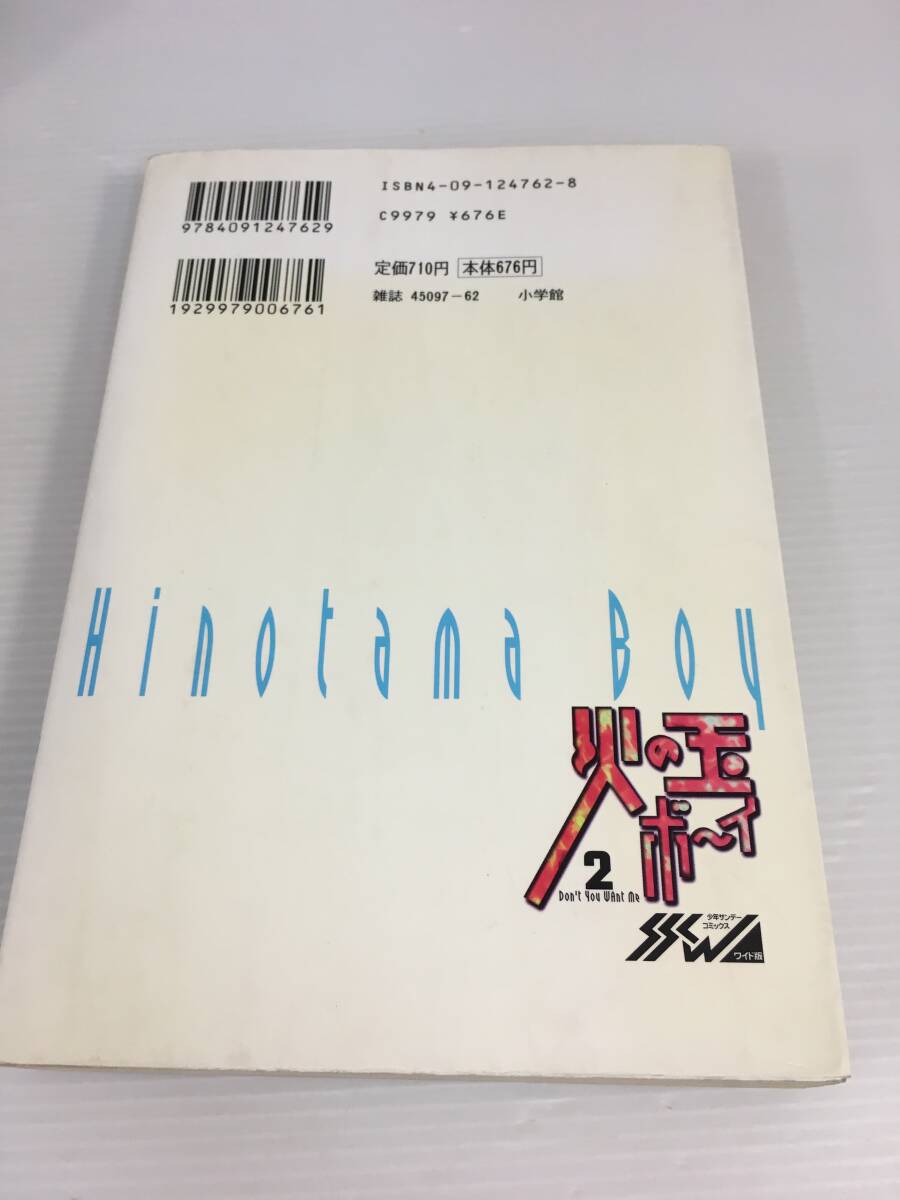 9784091247629
ISBN4-09-124762-8
C9979 ¥676E
1929979006761
定価710円 本体676円
雑誌 45097-62 小学館
Hinotama Boy
火の玉ボーイ
2
Don't You WAnt Me
SSCW
少年サンデー
コミックス
ワイド版